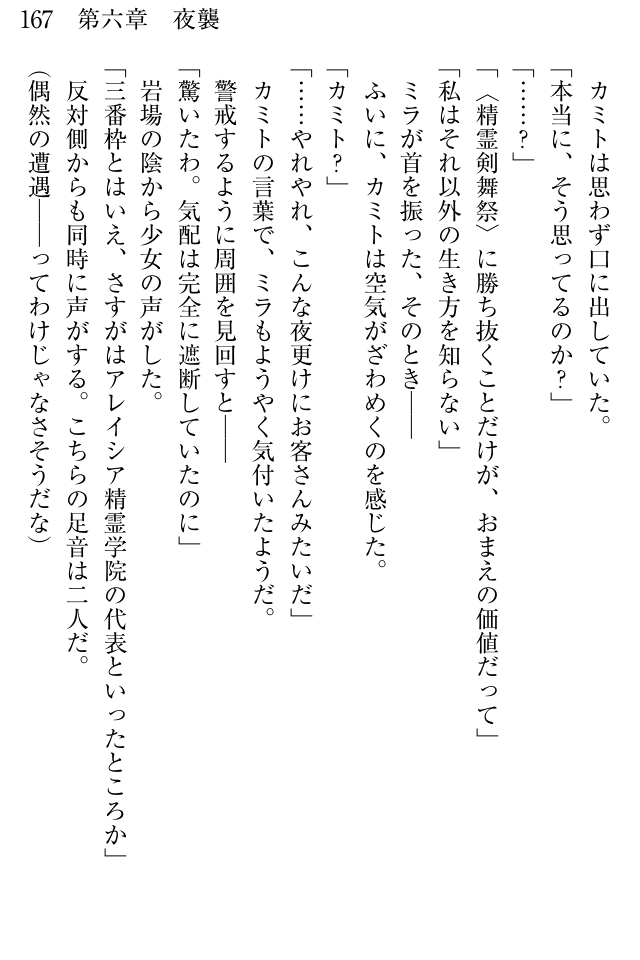 167　第六章　夜襲
　カミトは思わず口に出していた。
「本当に、そう思ってるのか？」
「……？」
「〈精霊剣舞祭〉に勝ち抜くことだけが、おまえの価値だって」
「私はそれ以外の生き方を知らない」
　ミラが首を振った、そのとき――
　ふいに、カミトは空気がざわめくのを感じた。
「カミト？」
「……やれやれ、こんな夜更けにお客さんみたいだ」
　カミトの言葉で、ミラもようやく気付いたようだ。
　警戒するように周囲を見回すと――
「驚いたわ。気配は完全に遮断していたのに」
　岩場の陰から少女の声がした。
「三番枠とはいえ、さすがはアレイシア精霊学院の代表といったところか」
　反対側からも同時に声がする。こちらの足音は二人だ。
（偶然の遭遇――ってわけじゃなさそうだな）